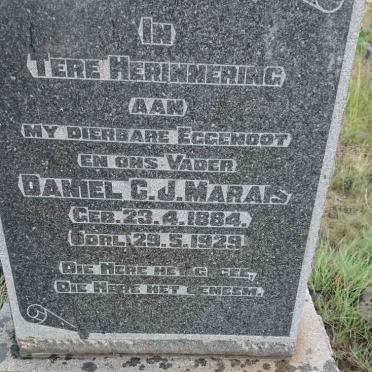 IN
TERE HERINNERING
AAN
MY DIERBARE EGGENOOT
EN ONS VADER
DANIEL C.J. MARAIS
GEB. 23.4.1884.
OORL. 29.5.1929
DIE HERE HET GEGEE,
DIE HERE HET GENEEM.